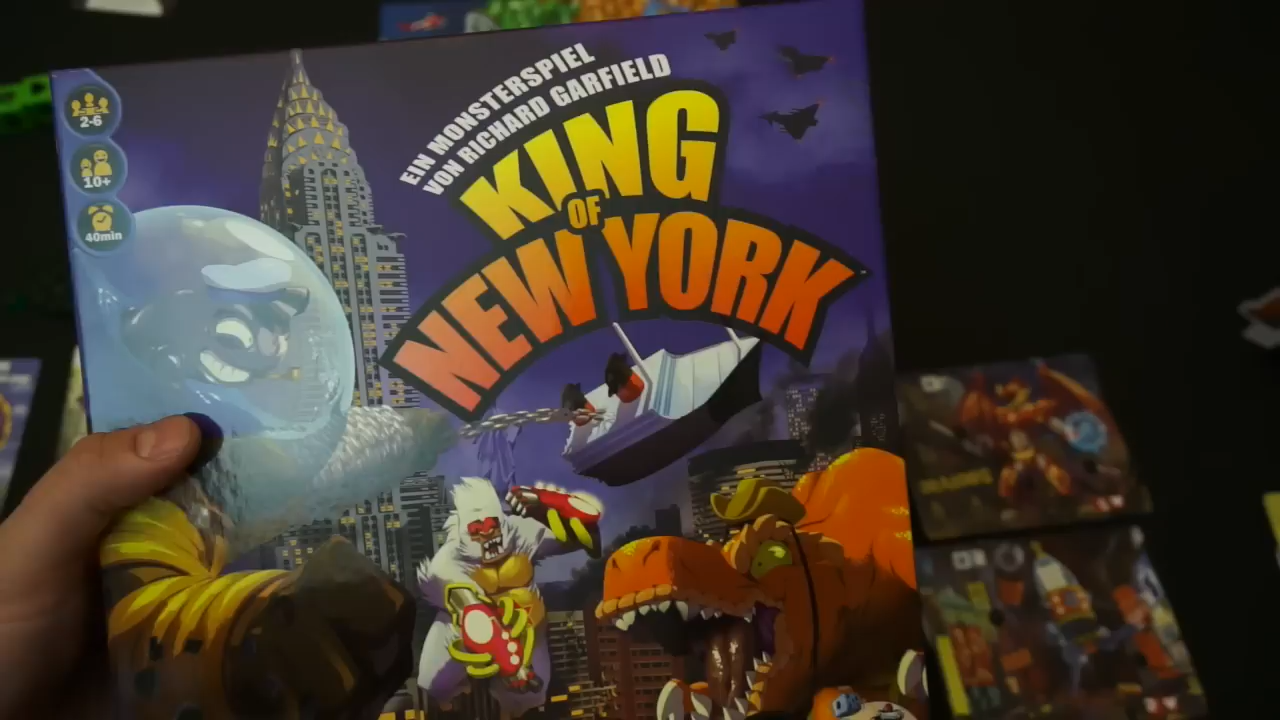 EIN MONSTERSPIEL
VON RICHARD GARFIELD
KING
OF
NEW YORK
2-6
10+
40min